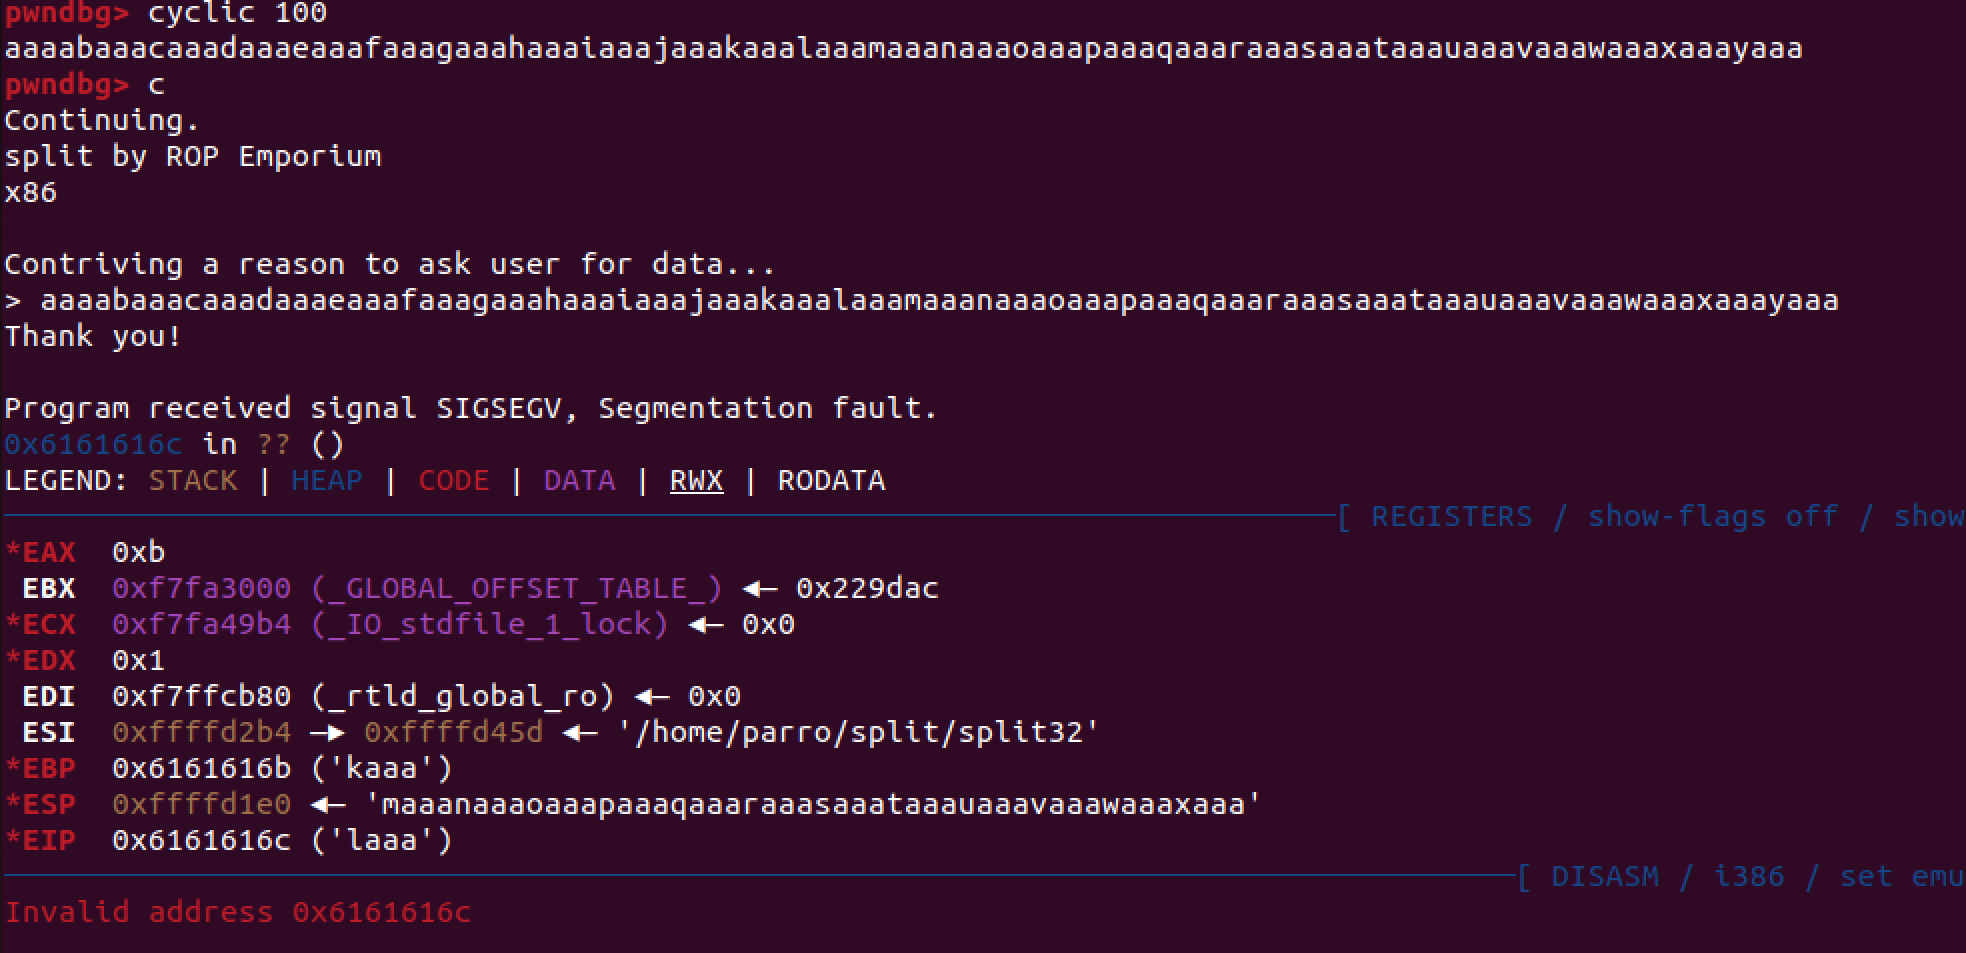 pwndbg> cyclic 100
aaaabaaacaaadaaaeaaafaaagaaahaaaiaaajaaakaaalaaamaaanaaaoaaapaaaqaaaraaasaaataaauaaavaaawaaaxaaayaaa
pwndbg> c
Continuing.
split by ROP Emporium
x86
Contriving a reason to ask user for data...
> aaaabaaacaaadaaaeaaafaaagaaahaaaiaaajaaakaaalaaamaaanaaaoaaapaaaqaaaraaasaaataaauaaavaaawaaaxaaayaaa
Thank you!
Program received signal SIGSEGV, Segmentation fault.
0x6161616c in ?? ()
LEGEND: STACK | HEAP | CODE | DATA | RWX | RODATA
[ REGISTERS / show-flags off / show
*EAX  0xb
 EBX  0xf7fa3000 (_GLOBAL_OFFSET_TABLE_) ◂— 0x229dac
*ECX  0xf7fa49b4 (_IO_stdfile_1_lock) ◂— 0x0
*EDX  0x1
 EDI  0xf7ffcb80 (_rtld_global_ro) ◂— 0x0
 ESI  0xffffd2b4 —▸ 0xffffd45d ◂— '/home/parro/split/split32'
*EBP  0x6161616b ('kaaa')
*ESP  0xffffd1e0 ◂— 'maaanaaaoaaapaaaqaaaraaasaaataaauaaavaaawaaaxaaa'
*EIP  0x6161616c ('laaa')
[ DISASM / i386 / set emu
Invalid address 0x6161616c